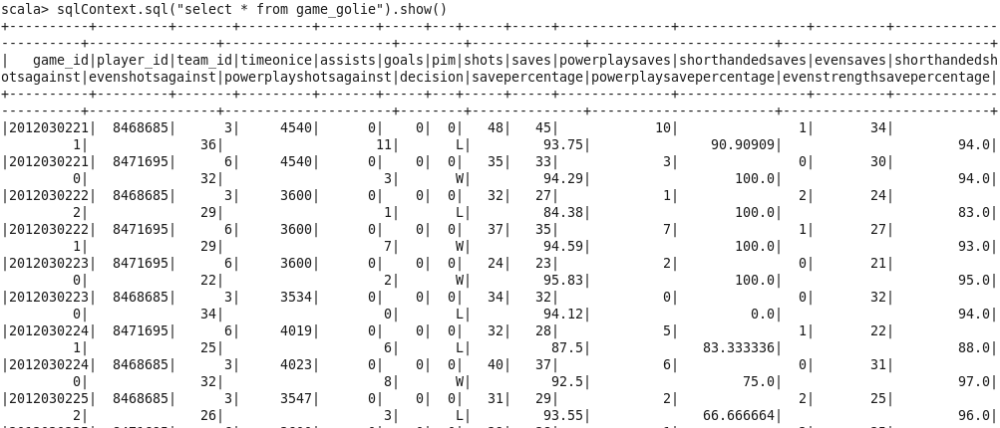 scala> sqlContext.sql("select * from game_golie").show()
+----------+---------+-------+---------+-------+-----+---+-----+-----+--------------+----------------+---------+-------------
----------+----------------+---------------------+--------+--------------+-----------------------+---------------------------+
|   game_id|player_id|team_id|timeonice|assists|goals|pim|shots|saves|powerplaysaves|shorthandedsaves|evensaves|shorthandedsh
otsagainst|evenshotsagainst|powerplayshotsagainst|decision|savepercentage|powerplaysavepercentage|evenstrengthsavepercentage|
+----------+---------+-------+---------+-------+-----+---+-----+-----+--------------+----------------+---------+-------------
----------+----------------+---------------------+--------+--------------+-----------------------+---------------------------+
|2012030221|  8468685|      3|     4540|      0|    0|  0|   48|   45|            10|               1|       34|
         1|              36|                   11|       L|         93.75|               90.90909|                      94.0|
|2012030221|  8471695|      6|     4540|      0|    0|  0|   35|   33|             3|               0|       30|
         0|              32|                    3|       W|         94.29|                  100.0|                      94.0|
|2012030222|  8468685|      3|     3600|      0|    0|  0|   32|   27|             1|               2|       24|
         2|              29|                    1|       L|         84.38|                  100.0|                      83.0|
|2012030222|  8471695|      6|     3600|      0|    0|  0|   37|   35|             7|               1|       27|
         1|              29|                    7|       W|         94.59|                  100.0|                      93.0|
|2012030223|  8471695|      6|     3600|      0|    0|  0|   24|   23|             2|               0|       21|
         0|              22|                    2|       W|         95.83|                  100.0|                      95.0|
|2012030223|  8468685|      3|     3534|      0|    0|  0|   34|   32|             0|               0|       32|
         0|              34|                    0|       L|         94.12|                    0.0|                      94.0|
|2012030224|  8471695|      6|     4019|      0|    0|  0|   32|   28|             5|               1|       22|
         1|              25|                    6|       L|          87.5|              83.333336|                      88.0|
|2012030224|  8468685|      3|     4023|      0|    0|  0|   40|   37|             6|               0|       31|
         0|              32|                    8|       W|          92.5|                   75.0|                      97.0|
|2012030225|  8468685|      3|     3547|      0|    0|  0|   31|   29|             2|               2|       25|
         2|              26|                    3|       L|         93.55|              66.666664|                      96.0|